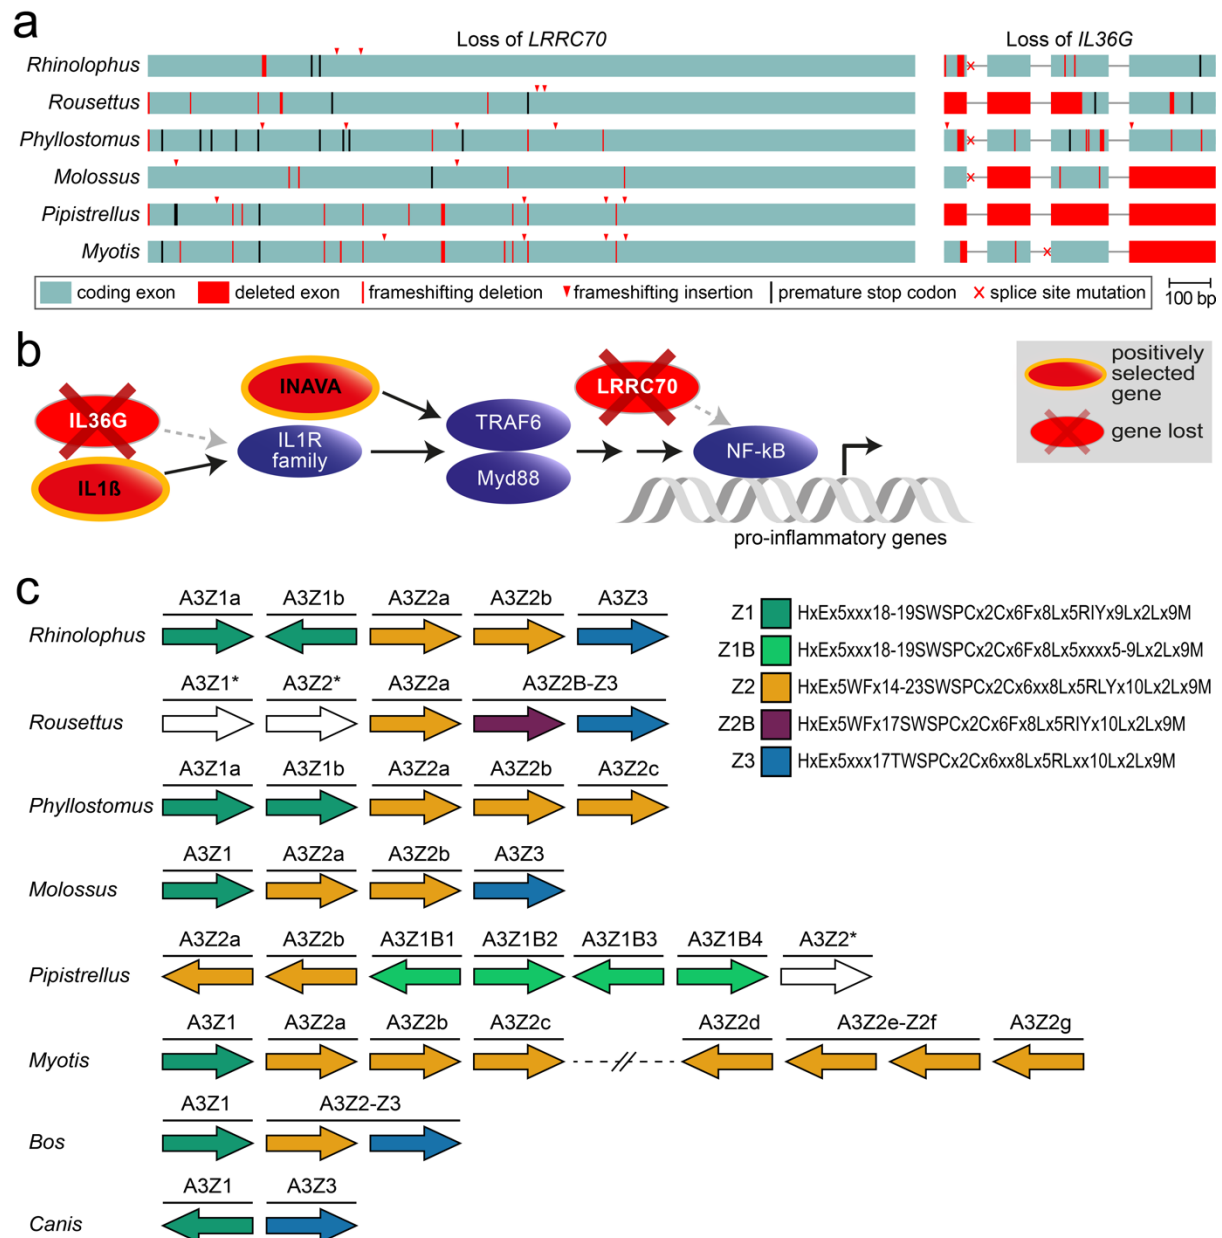 a
Loss of LRRC70
Loss of IL36G
Rhinolophus
Rousettus
Phyllostomus
Molossus
Pipistrellus
Myotis
coding exon
deleted exon
frameshifting deletion
frameshifting insertion
premature stop codon
splice site mutation
100 bp
b
IL36G
IL1ß
INAVA
IL1R
family
TRAF6
Myd88
LRRC70
NF-kB
pro-inflammatory genes
positively
selected
gene
gene lost
c
A3Z1a A3Z1b A3Z2a A3Z2b A3Z3
Rhinolophus
A3Z1* A3Z2* A3Z2a A3Z2B-Z3
Rousettus
A3Z1a A3Z1b A3Z2a A3Z2b A3Z2c
Phyllostomus
A3Z1 A3Z2a A3Z2b A3Z3
Molossus
A3Z2a A3Z2b A3Z1B1 A3Z1B2 A3Z1B3 A3Z1B4 A3Z2*
Pipistrellus
A3Z1 A3Z2a A3Z2b A3Z2c A3Z2d A3Z2e-Z2f A3Z2g
Myotis
A3Z1 A3Z2-Z3
Bos
A3Z1 A3Z3
Canis
Z1 HxEx5xxx18-19SWSPCx2Cx6Fx8Lx5RIYx9Lx2Lx9M
Z1B HxEx5xxx18-19SWSPCx2Cx6Fx8Lx5xxxx5-9Lx2Lx9M
Z2 HxEx5WFx14-23SWSPCx2Cx6xx8Lx5RLYx10Lx2Lx9M
Z2B HxEx5WFx17SWSPCx2Cx6Fx8Lx5RIYx10Lx2Lx9M
Z3 HxEx5xxx17TWSPCx2Cx6xx8Lx5RLxx10Lx2Lx9M